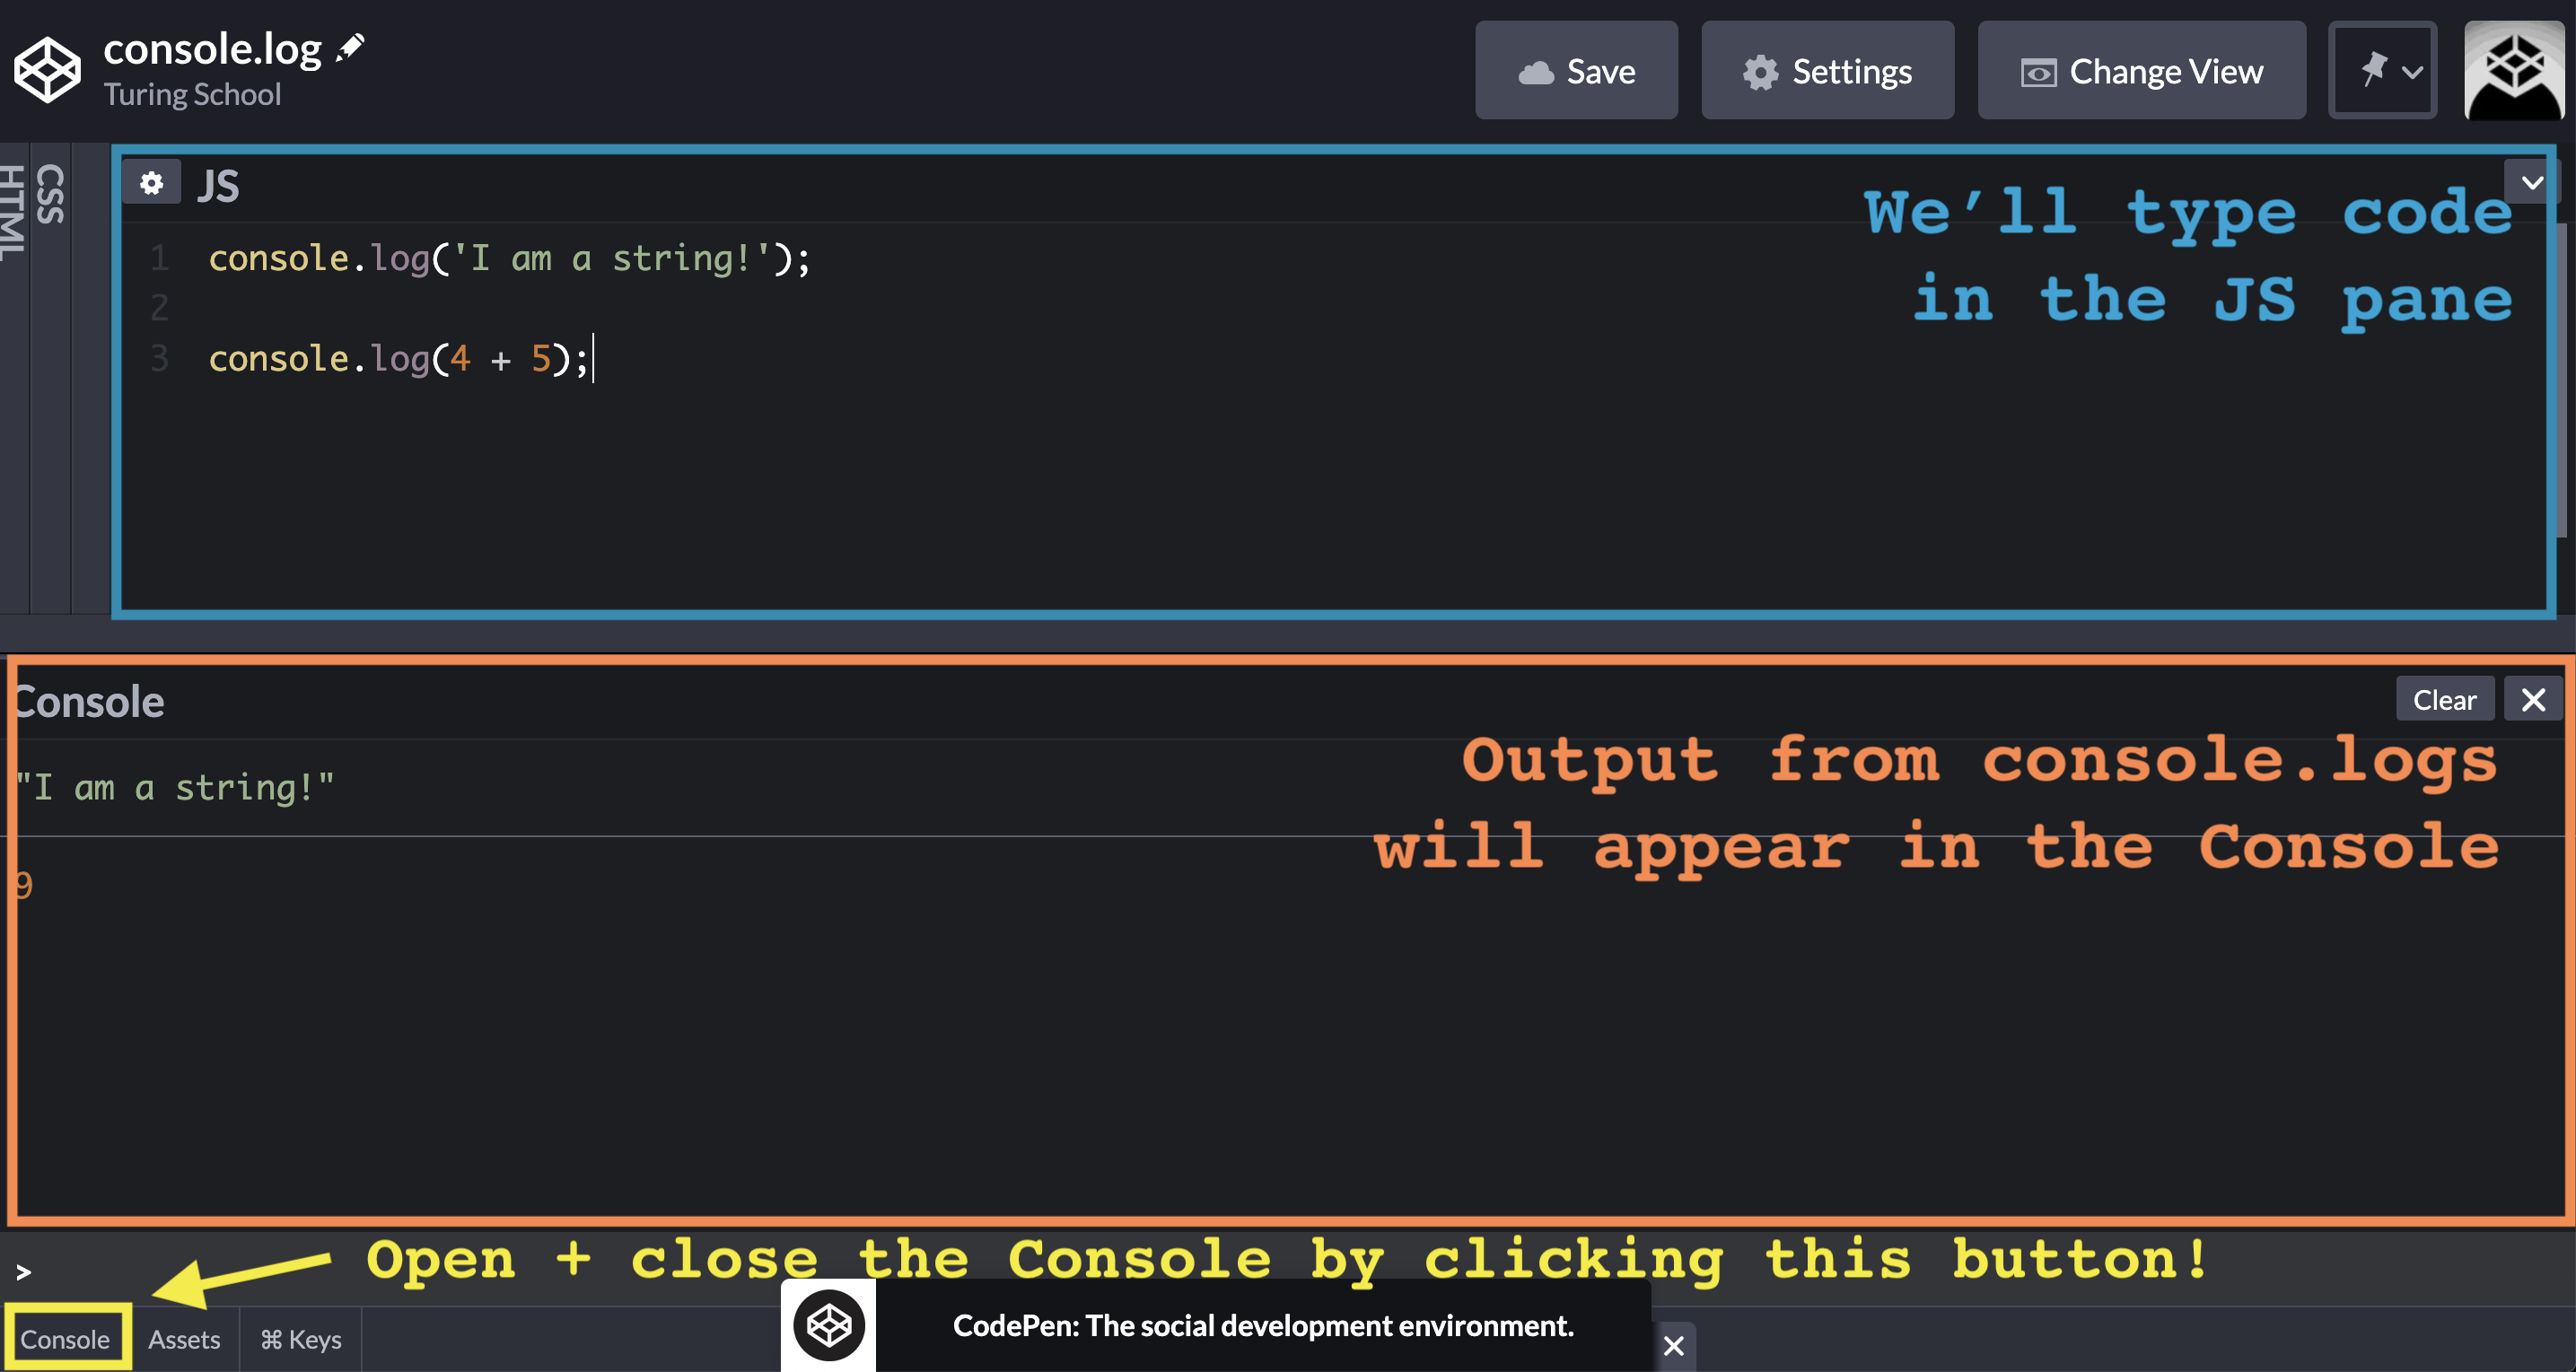 console.log
Turing School
Save
Settings
Change View
HTML
CSS
JS
We'll type code
in the JS pane
1 console.log('I am a string!');
2
3 console.log(4 + 5);
Console
Clear
Output from console.logs
will appear in the Console
"I am a string!"
9
Open + close the Console by clicking this button!
>
Console
Assets
⌘ Keys
CodePen: The social development environment.